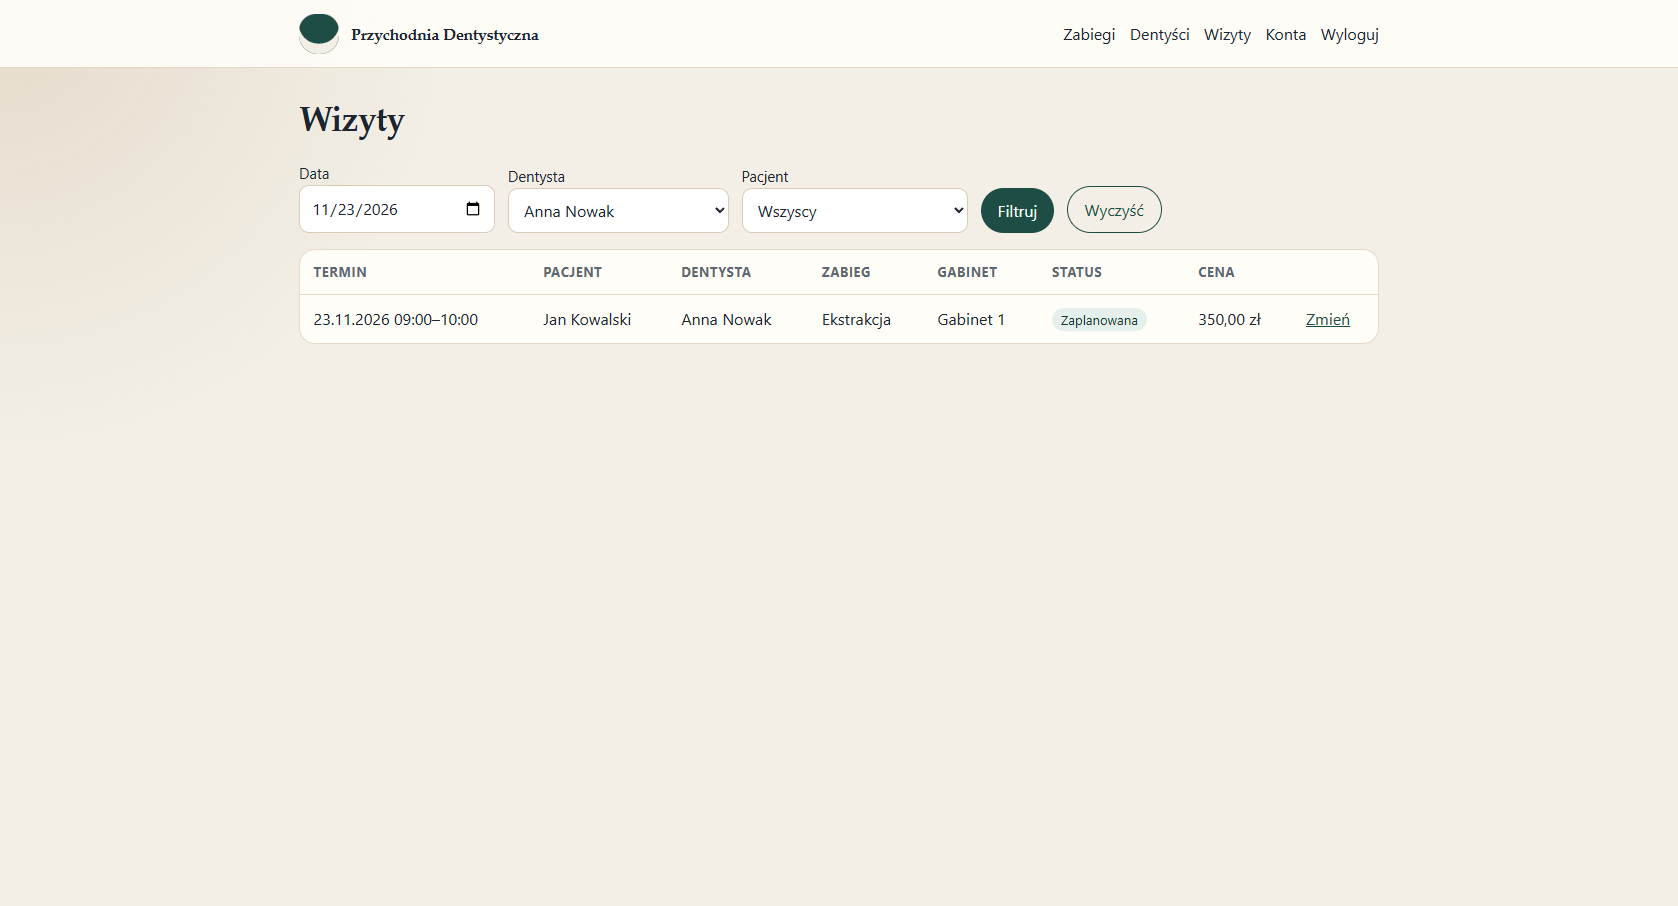 Przychodnia Dentystyczna
Zabiegi Dentyści Wizyty Konta Wyloguj
Wizyty
Data Dentysta Pacjent
11/23/2026 Anna Nowak Wszyscy Filtruj Wyczyść
TERMIN PACJENT DENTYSTA ZABIEG GABINET STATUS CENA
23.11.2026 09:00–10:00 Jan Kowalski Anna Nowak Ekstrakcja Gabinet 1 Zaplanowana 350,00 zł Zmień